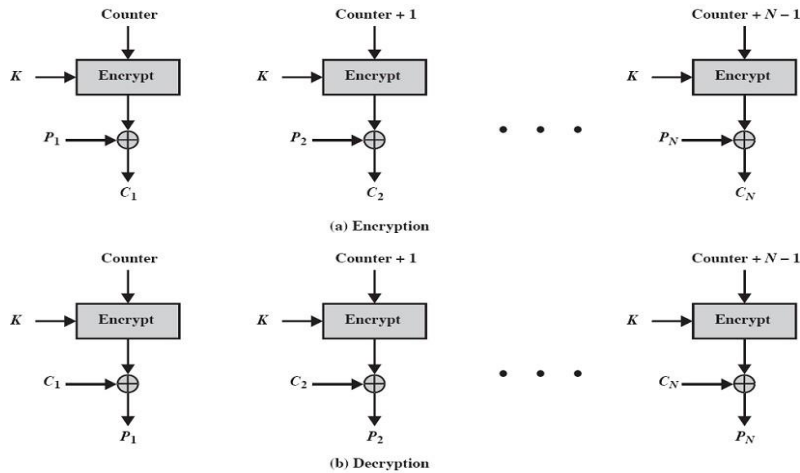 Counter Counter + 1 Counter + N – 1
K Encrypt K Encrypt K Encrypt
P1 P2 PN
C1 C2 CN
(a) Encryption
Counter Counter + 1 Counter + N – 1
K Encrypt K Encrypt K Encrypt
C1 C2 CN
P1 P2 PN
(b) Decryption